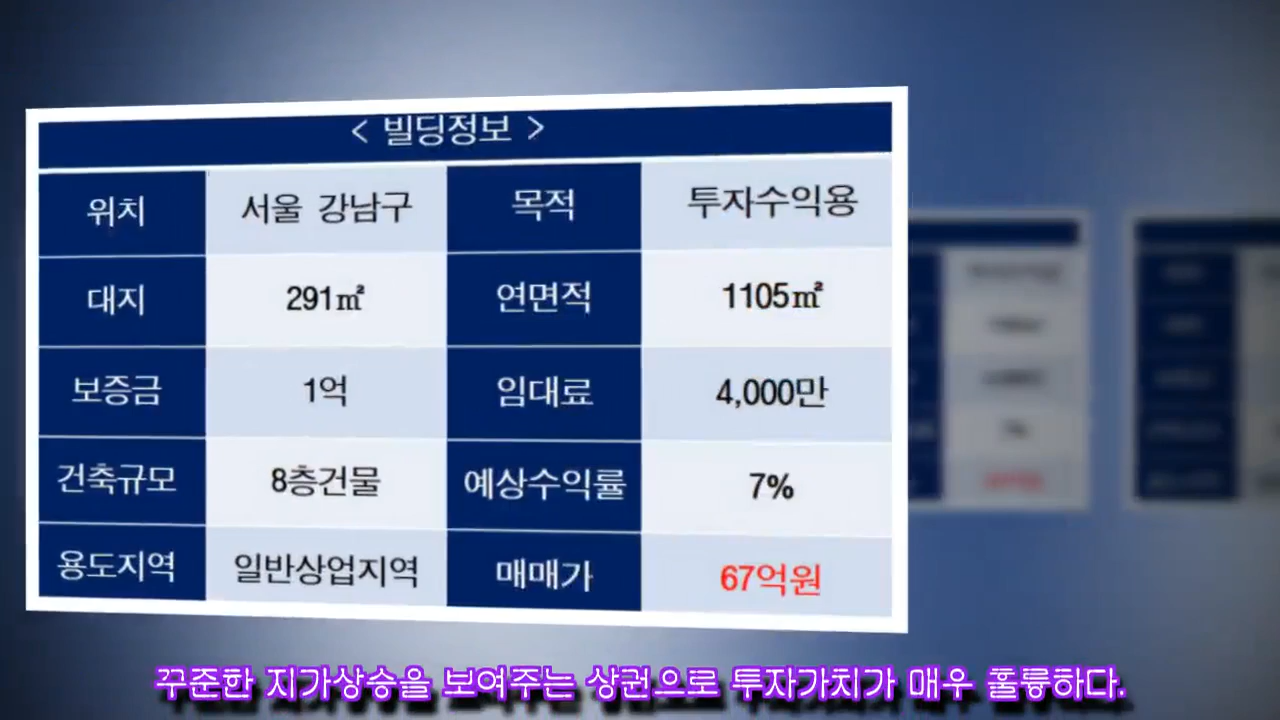 < 빌딩정보 >
위치 서울 강남구 목적 투자수익용
대지 291㎡ 연면적 1105㎡
보증금 1억 임대료 4,000만
건축규모 8층건물 예상수익률 7%
용도지역 일반상업지역 매매가 67억원
꾸준한 지가상승을 보여주는 상권으로 투자가치가 매우 훌륭하다.